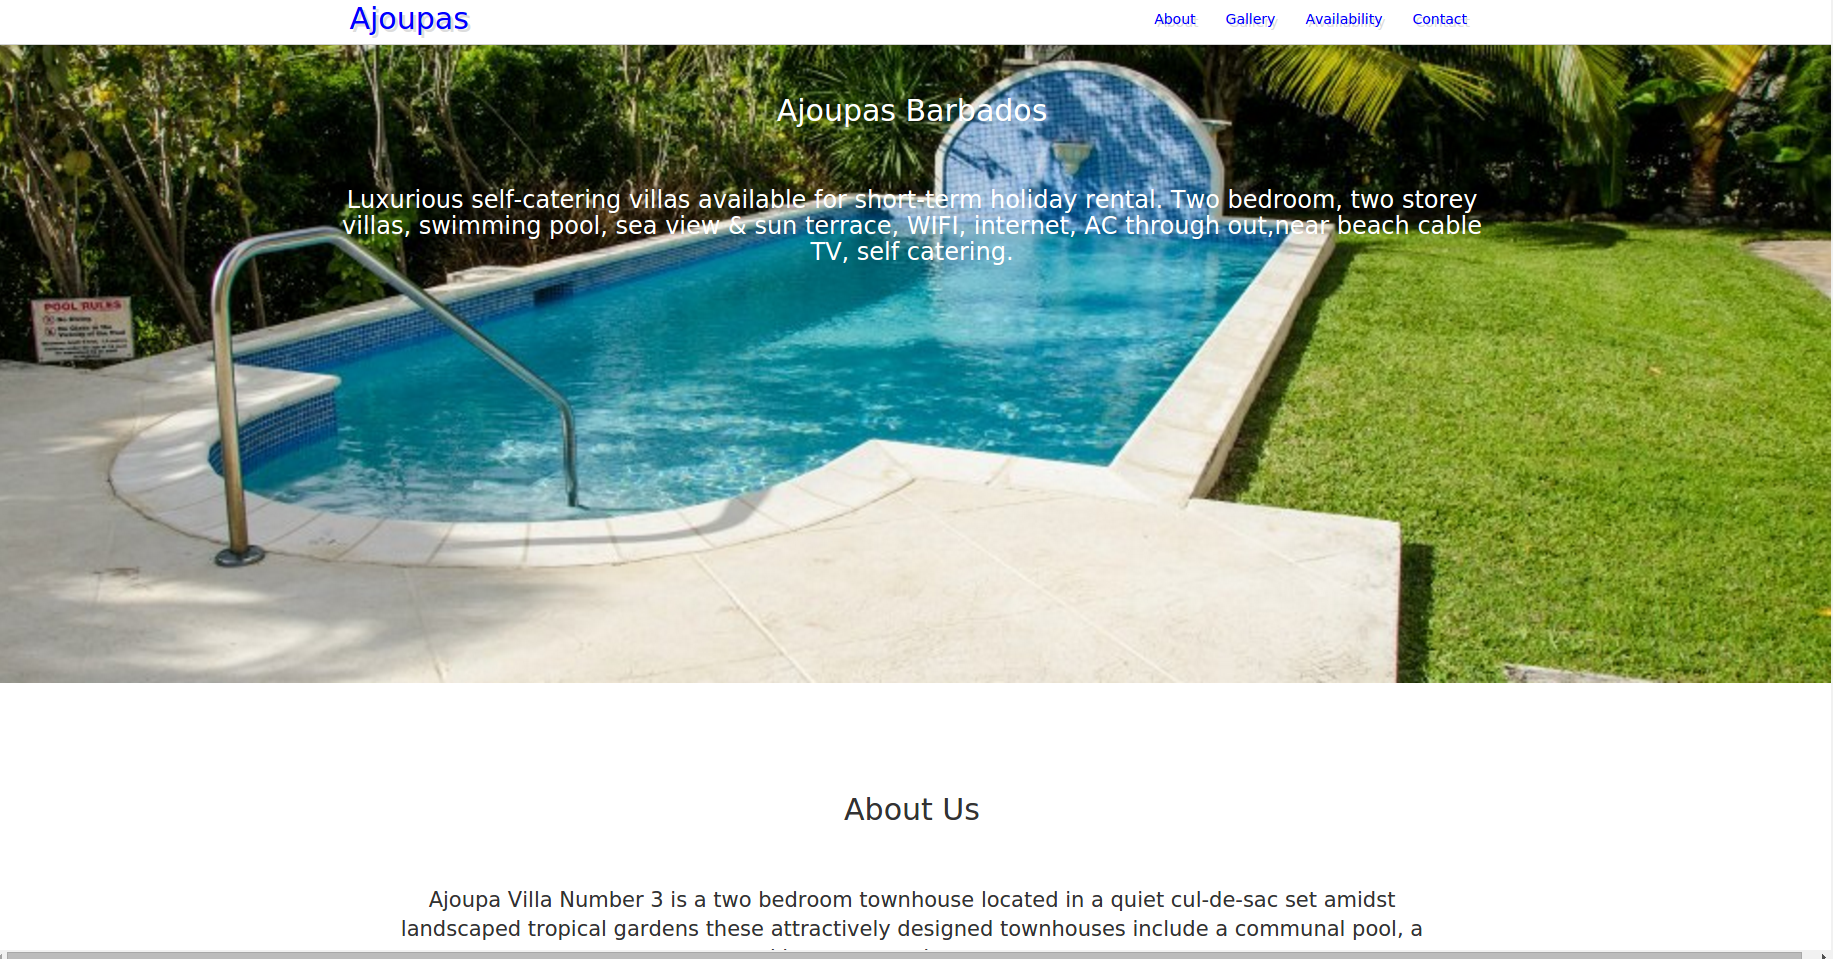 Ajoupas
About Gallery Availability Contact
Ajoupas Barbados
Luxurious self-catering villas available for short-term holiday rental. Two bedroom, two storey
villas, swimming pool, sea view & sun terrace, WIFI, internet, AC through out,near beach cable
TV, self catering.
POOL RULES
No Diving
About Us
Ajoupa Villa Number 3 is a two bedroom townhouse located in a quiet cul-de-sac set amidst
landscaped tropical gardens these attractively designed townhouses include a communal pool, a